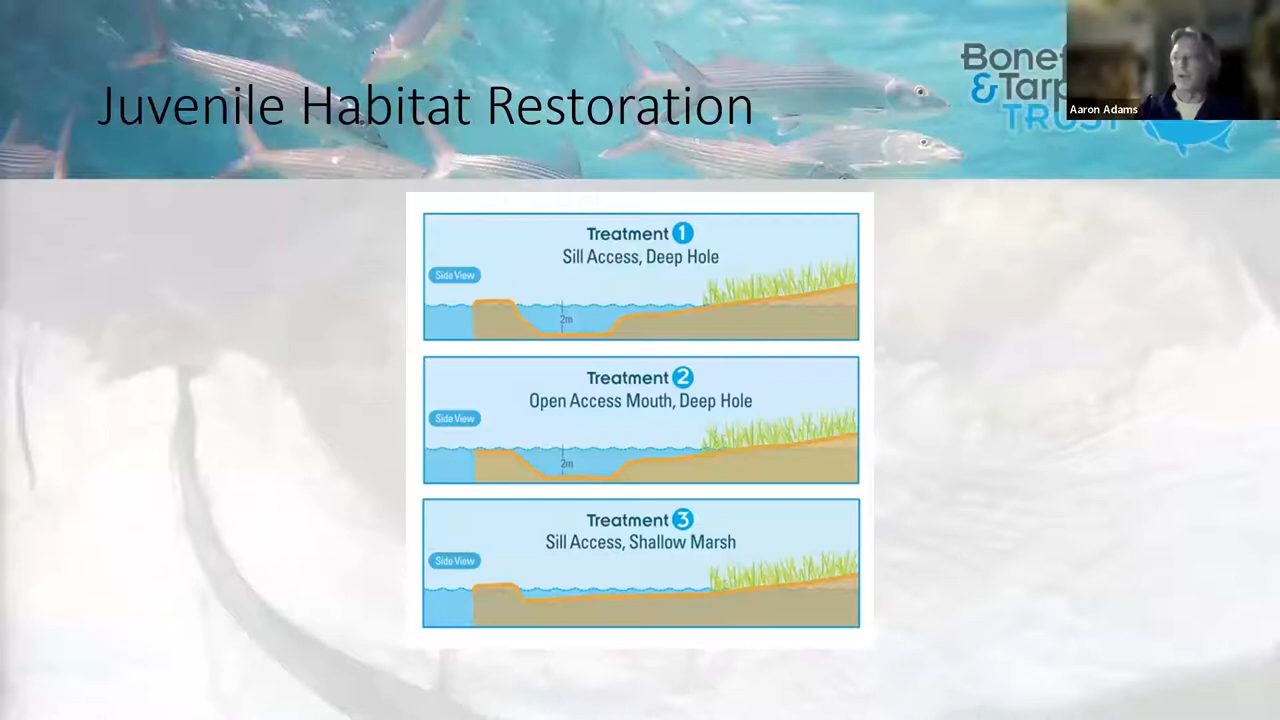 Juvenile Habitat Restoration
& 
TRUST
Aaron Adams
Treatment 1
Sill Access, Deep Hole
Side View
2m
Treatment 2
Open Access Mouth, Deep Hole
Side View
2m
Treatment 3
Sill Access, Shallow Marsh
Side View